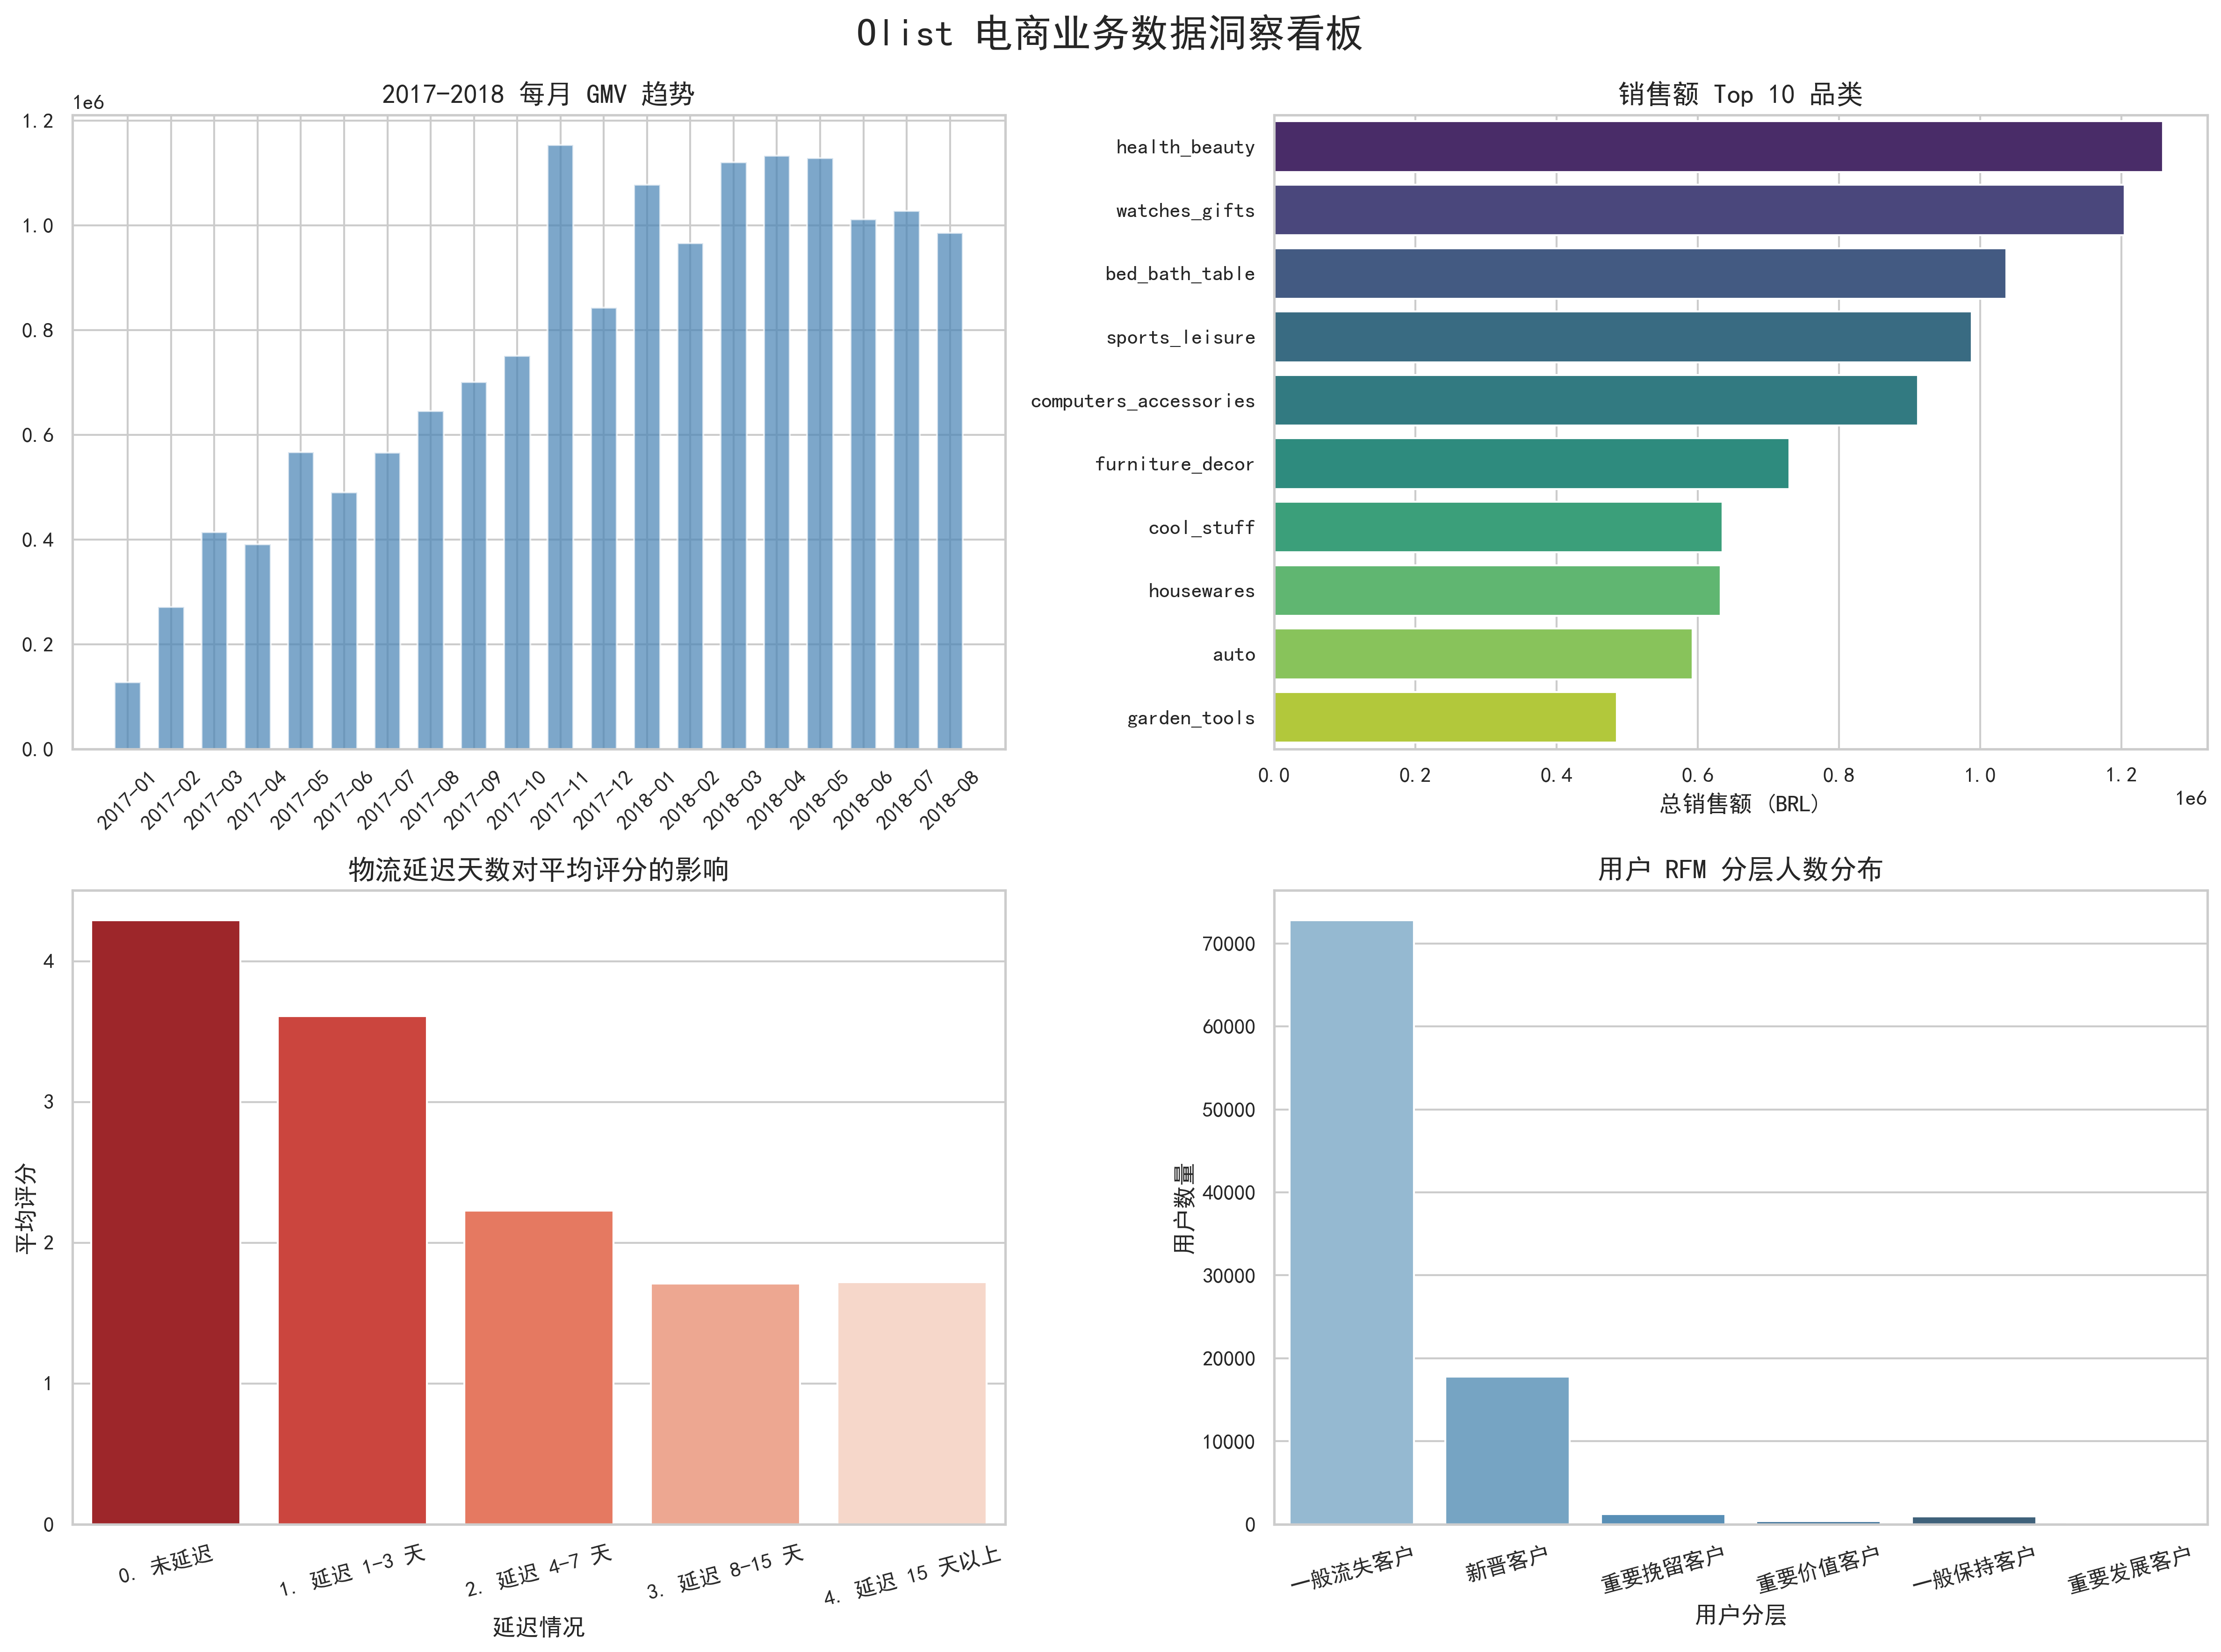 Olist 电商业务数据洞察看板
2017-2018 每月 GMV 趋势
1e6
1.2
1.0
0.8
0.6
0.4
0.2
0.0
2017-01
2017-02
2017-03
2017-04
2017-05
2017-06
2017-07
2017-08
2017-09
2017-10
2017-11
2017-12
2018-01
2018-02
2018-03
2018-04
2018-05
2018-06
2018-07
2018-08
销售额 Top 10 品类
health_beauty
watches_gifts
bed_bath_table
sports_leisure
computers_accessories
furniture_decor
cool_stuff
housewares
auto
garden_tools
0.0
0.2
0.4
0.6
0.8
1.0
1.2
1e6
总销售额 (BRL)
物流延迟天数对平均评分的影响
平均评分
4
3
2
1
0
0. 未延迟
1. 延迟 1-3 天
2. 延迟 4-7 天
3. 延迟 8-15 天
4. 延迟 15 天以上
延迟情况
用户 RFM 分层人数分布
用户数量
70000
60000
50000
40000
30000
20000
10000
0
一般流失客户
新晋客户
重要挽留客户
重要价值客户
一般保持客户
重要发展客户
用户分层